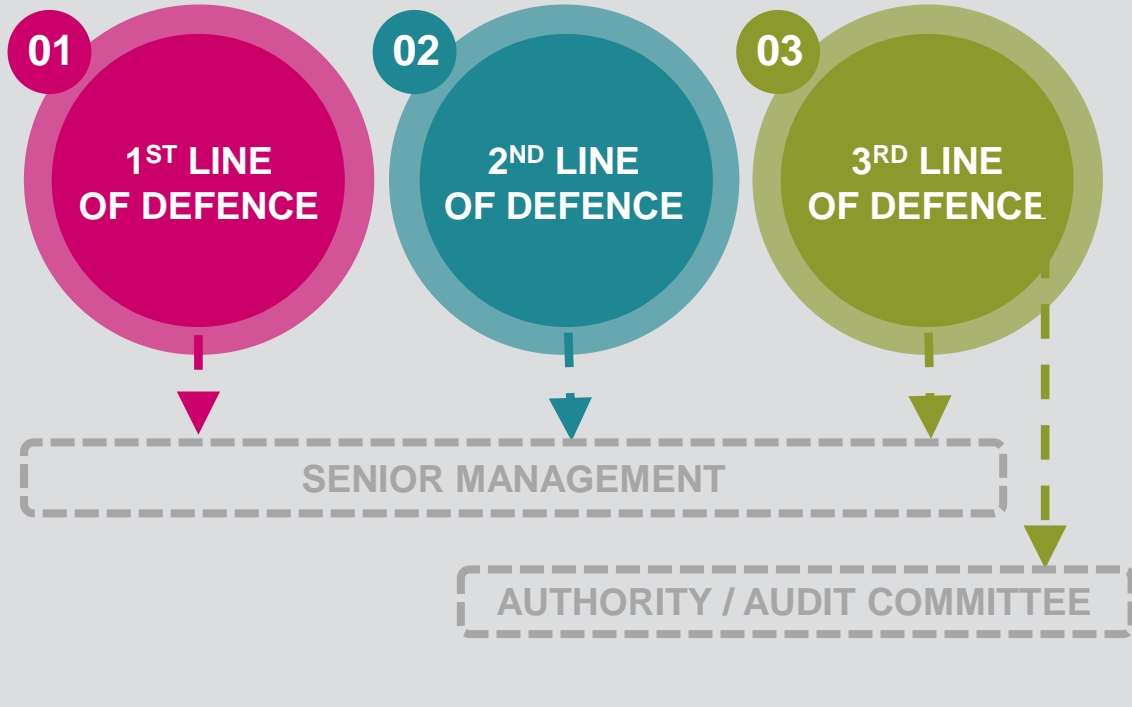 01
1ST LINE
OF DEFENCE
02
2ND LINE
OF DEFENCE
03
3RD LINE
OF DEFENCE
SENIOR MANAGEMENT
AUTHORITY / AUDIT COMMITTEE